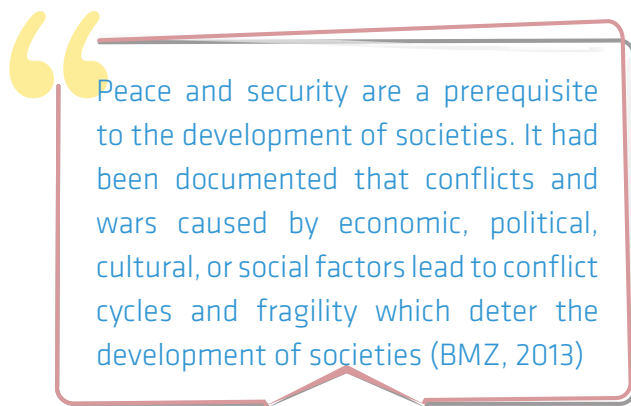 Peace and security are a prerequisite
to the development of societies. It had
been documented that conflicts and
wars caused by economic, political,
cultural, or social factors lead to conflict
cycles and fragility which deter the
development of societies (BMZ, 2013)